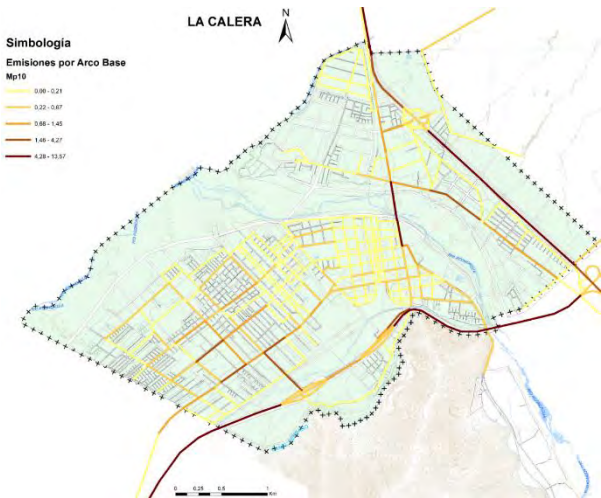 LA CALERA
N
Simbología
Emisiones por Arco Base
Mp10
0,00 - 0,21
0,22 - 0,67
0,68 - 1,45
1,46 - 4,27
4,28 - 13,57
0 0,25 0,5 1
Km